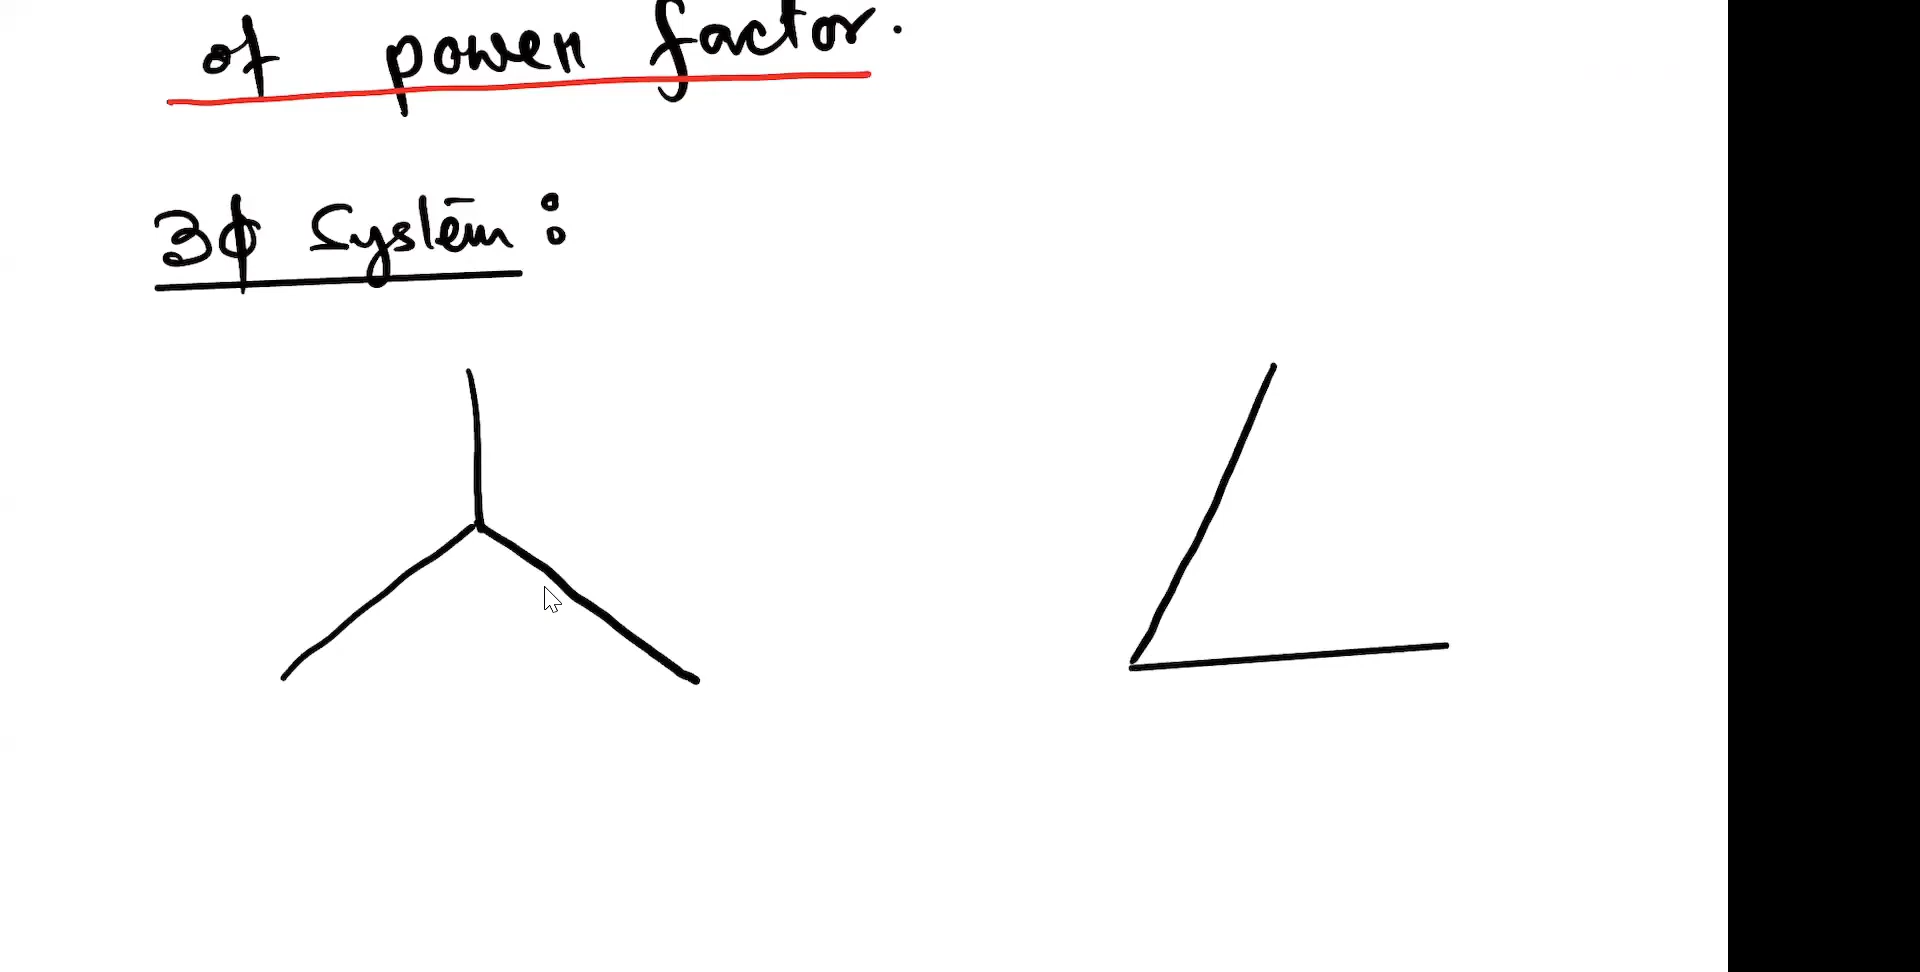 of power factor.
3φ System: